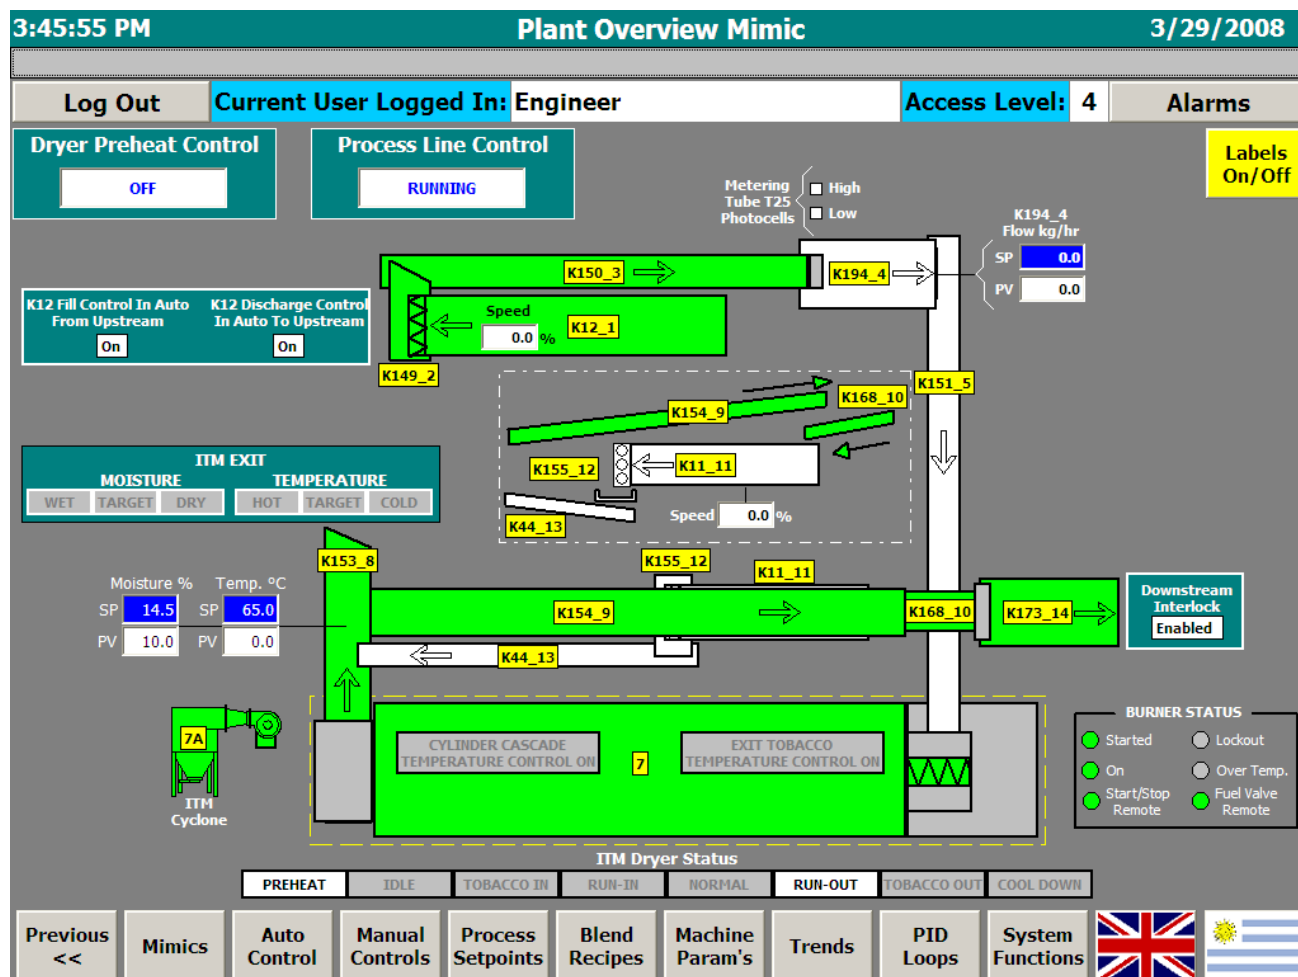 3:45:55 PM Plant Overview Mimic 3/29/2008
Log Out Current User Logged In: Engineer Access Level: 4 Alarms
Dryer Preheat Control
OFF
Process Line Control
RUNNING
Labels
On/Off
Metering
Tube T25
Photocells
High
Low
K194_4
Flow kg/hr
SP 0.0
PV 0.0
K150_3
K194_4
K12 Fill Control In Auto
From Upstream
On
K12 Discharge Control
In Auto To Upstream
On
Speed
0.0 %
K12_1
K149_2
K151_5
K154_9
K168_10
K155_12
K11_11
K44_13
Speed 0.0 %
ITM EXIT
MOISTURE TEMPERATURE
WET TARGET DRY HOT TARGET COLD
K153_8
K155_12
K11_11
Moisture % Temp. °C
SP 14.5 SP 65.0
PV 10.0 PV 0.0
K154_9
K168_10
K173_14
Downstream
Interlock
Enabled
K44_13
7A
ITM
Cyclone
CYLINDER CASCADE
TEMPERATURE CONTROL ON
7
EXIT TOBACCO
TEMPERATURE CONTROL ON
BURNER STATUS
Started Lockout
On Over Temp.
Start/Stop
Remote
Fuel Valve
Remote
ITM Dryer Status
PREHEAT IDLE TOBACCO IN RUN-IN NORMAL RUN-OUT TOBACCO OUT COOL DOWN
Previous
<<
Mimics
Auto
Control
Manual
Controls
Process
Setpoints
Blend
Recipes
Machine
Param's
Trends
PID
Loops
System
Functions